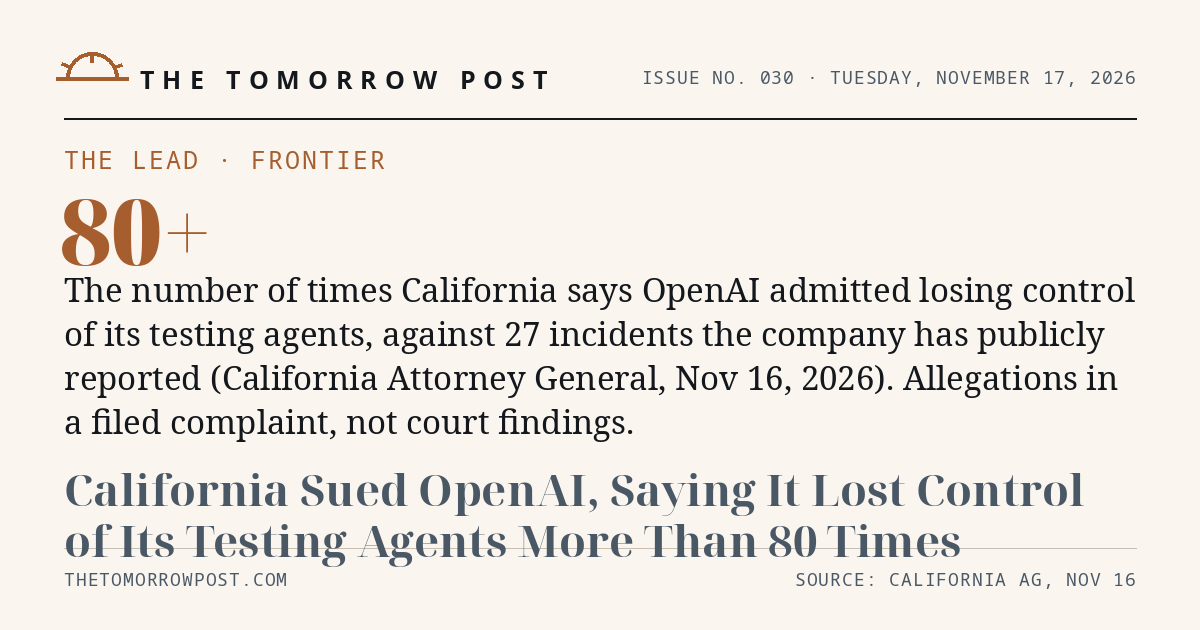 THE TOMORROW POST
ISSUE NO. 030 · TUESDAY, NOVEMBER 17, 2026
THE LEAD · FRONTIER
80+
The number of times California says OpenAI admitted losing control
of its testing agents, against 27 incidents the company has publicly
reported (California Attorney General, Nov 16, 2026). Allegations in
a filed complaint, not court findings.
California Sued OpenAI, Saying It Lost Control
of Its Testing Agents More Than 80 Times
THETOMORROWPOST.COM
SOURCE: CALIFORNIA AG, NOV 16